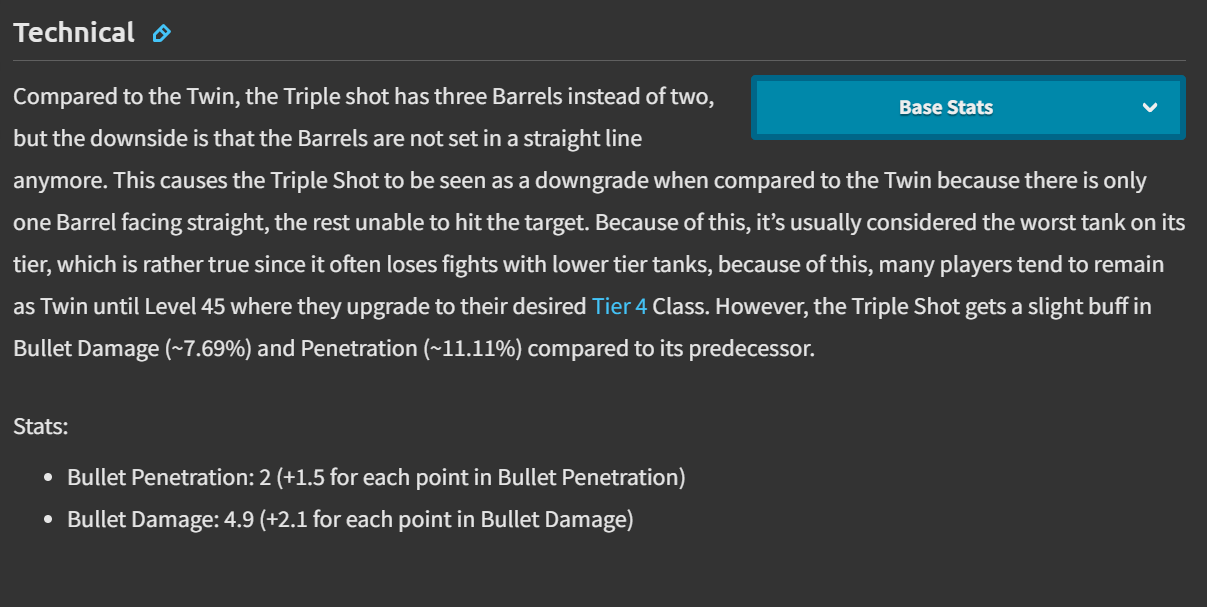 Technical
Compared to the Twin, the Triple shot has three Barrels instead of two,
but the downside is that the Barrels are not set in a straight line
anymore. This causes the Triple Shot to be seen as a downgrade when compared to the Twin because there is only
one Barrel facing straight, the rest unable to hit the target. Because of this, it’s usually considered the worst tank on its
tier, which is rather true since it often loses fights with lower tier tanks, because of this, many players tend to remain
as Twin until Level 45 where they upgrade to their desired Tier 4 Class. However, the Triple Shot gets a slight buff in
Bullet Damage (~7.69%) and Penetration (~11.11%) compared to its predecessor.
Base Stats
Stats:
• Bullet Penetration: 2 (+1.5 for each point in Bullet Penetration)
• Bullet Damage: 4.9 (+2.1 for each point in Bullet Damage)